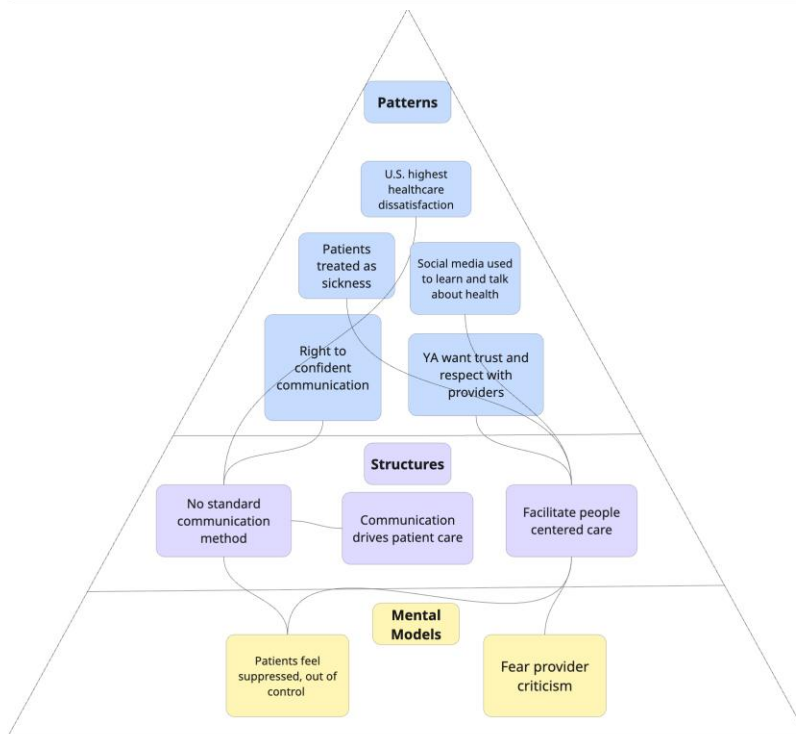 Patterns
U.S. highest
healthcare
dissatisfaction
Patients
treated as
sickness
Social media used
to learn and talk
about health
Right to
confident
communication
YA want trust and
respect with
providers
Structures
No standard
communication
method
Communication
drives patient care
Facilitate people
centered care
Mental
Models
Patients feel
suppressed, out of
control
Fear provider
criticism